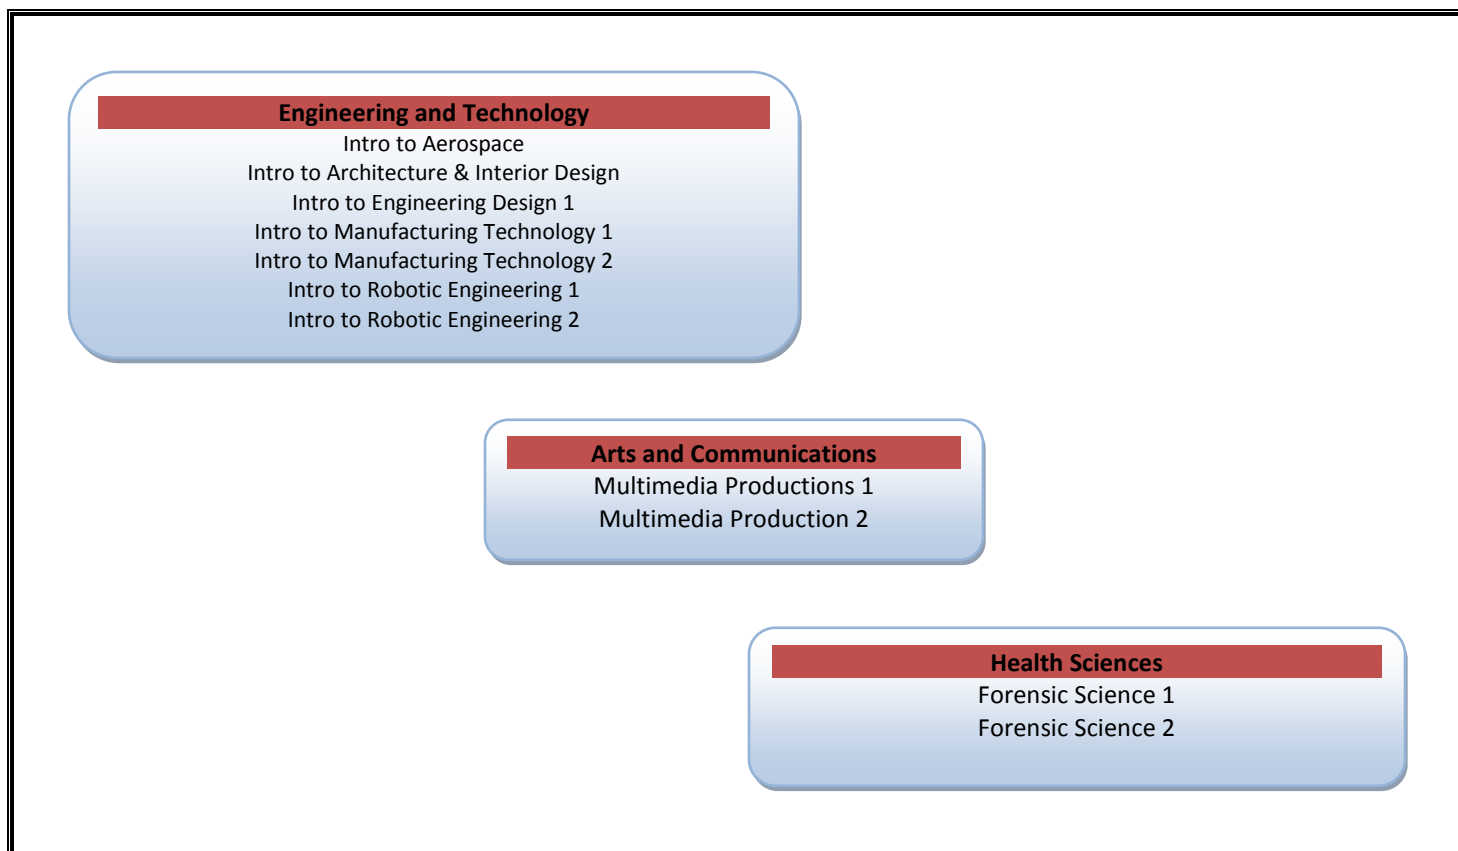 Engineering and Technology
Intro to Aerospace
Intro to Architecture & Interior Design
Intro to Engineering Design 1
Intro to Manufacturing Technology 1
Intro to Manufacturing Technology 2
Intro to Robotic Engineering 1
Intro to Robotic Engineering 2
Arts and Communications
Multimedia Productions 1
Multimedia Production 2
Health Sciences
Forensic Science 1
Forensic Science 2